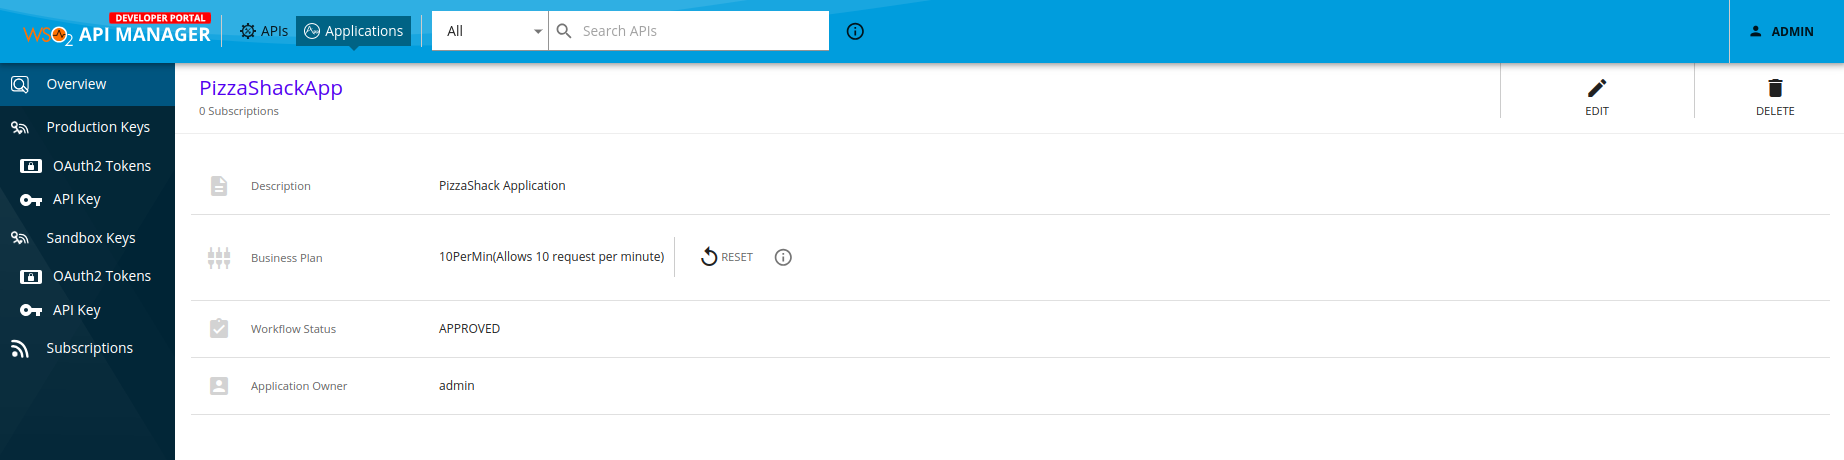 DEVELOPER PORTAL
WSO2 API MANAGER
APIs
Applications
All
Search APIs
ADMIN
Overview
Production Keys
OAuth2 Tokens
API Key
Sandbox Keys
OAuth2 Tokens
API Key
Subscriptions
PizzaShackApp
0 Subscriptions
EDIT
DELETE
Description PizzaShack Application
Business Plan 10PerMin(Allows 10 request per minute) RESET
Workflow Status APPROVED
Application Owner admin